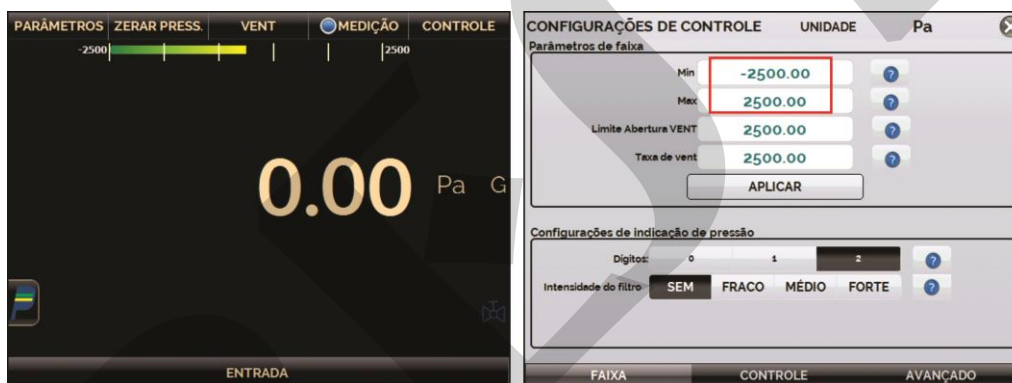 PARÂMETROS ZERAR PRESS. VENT MEDIÇÃO CONTROLE
-2500 2500
0.00 Pa G
ENTRADA
CONFIGURAÇÕES DE CONTROLE UNIDADE Pa
Parâmetros de faixa
Min -2500.00 ?
Max 2500.00 ?
Limite Abertura VENT 2500.00 ?
Taxa de vent 2500.00 ?
APLICAR
Configurações de indicação de pressão
Dígitos: 0 1 2 ?
Intensidade do filtro SEM FRACO MÉDIO FORTE ?
FAIXA CONTROLE AVANÇADO